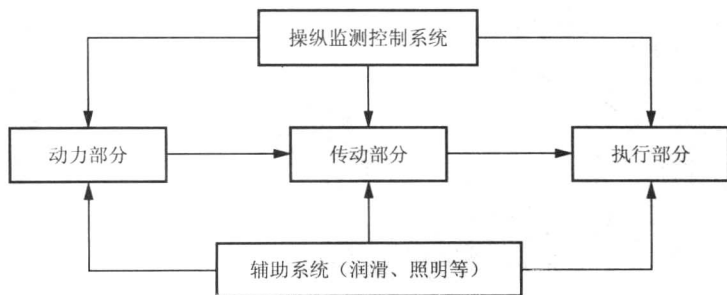 操纵监测控制系统
动力部分
传动部分
执行部分
辅助系统（润滑、照明等）